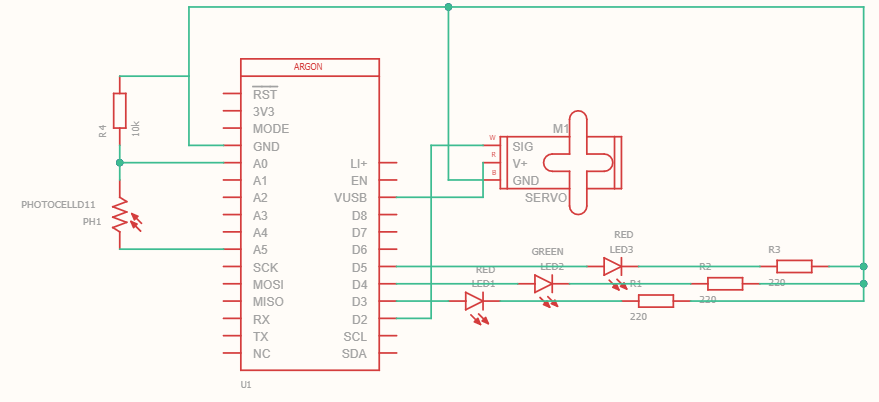 ARGON
RST
3V3
MODE
GND
A0
A1
A2
A3
A4
A5
SCK
MOSI
MISO
RX
TX
NC
LI+
EN
VUSB
D8
D7
D6
D5
D4
D3
D2
SCL
SDA
U1
R4
10k
PHOTOCELLD11
PH1
M1
W
SIG
R
V+
B
GND
SERVO
RED
LED3
GREEN
LED2
RED
LED1
R3
220
R2
220
R1
220